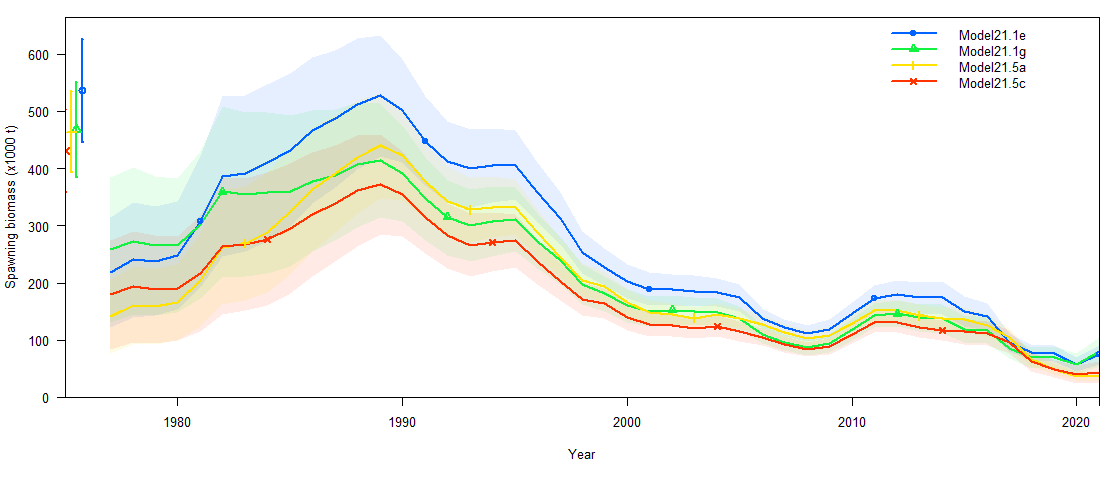 Model21.1e
Model21.1g
Model21.5a
Model21.5c
Spawning biomass (x1000 t)
600
500
400
300
200
100
0
1980
1990
2000
2010
2020
Year